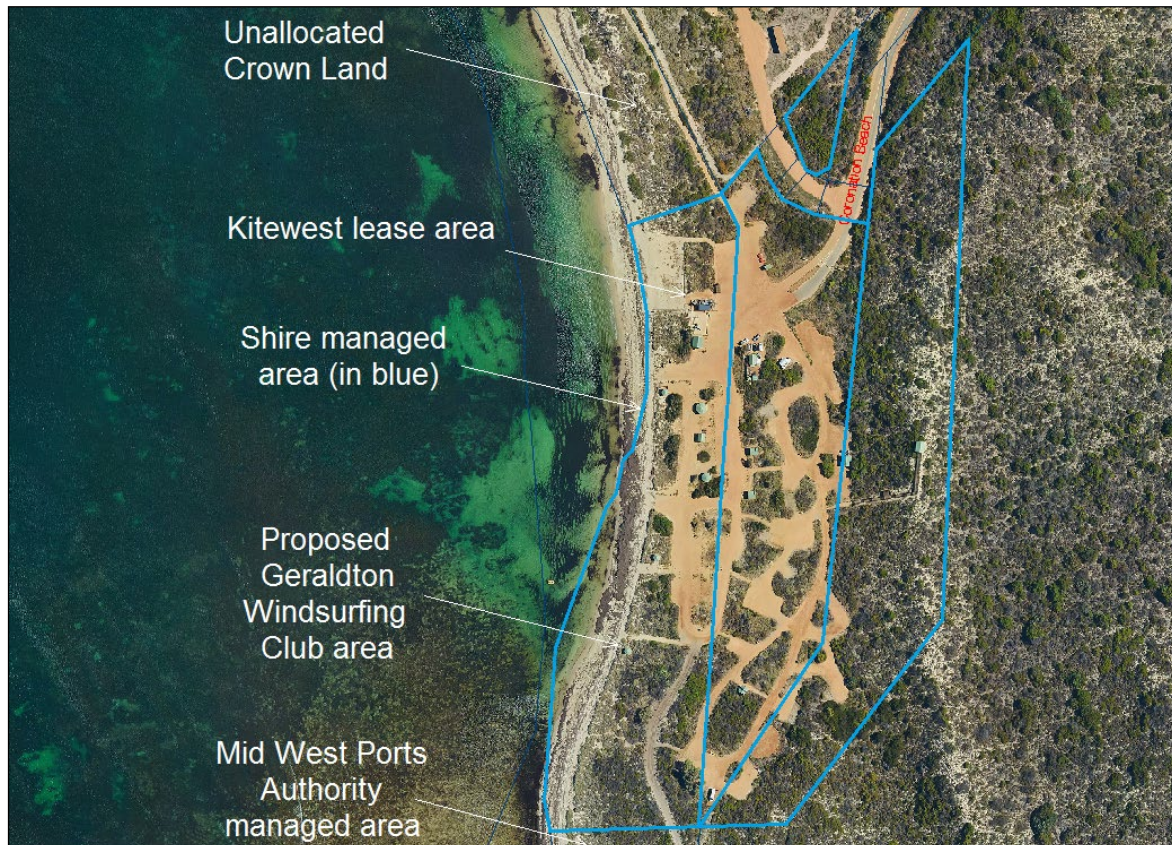 Unallocated
Crown Land
Coronation Beach
Kitewest lease area
Shire managed
area (in blue)
Proposed
Geraldton
Windsurfing
Club area
Mid West Ports
Authority
managed area